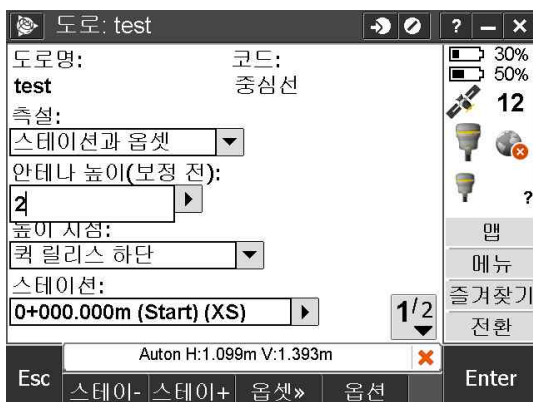 도로: test
? – ×
도로명: 코드:
test 중심선
측설:
스테이션과 옵셋
안테나 높이(보정 전):
2
높이 지점:
퀵 릴리스 하단
스테이션:
0+000.000m (Start) (XS)
1/2
30%
50%
12
?
맵
메뉴
즐겨찾기
전환
Auton H:1.099m V:1.393m
Esc 스테이- 스테이+ 옵셋» 옵션 Enter